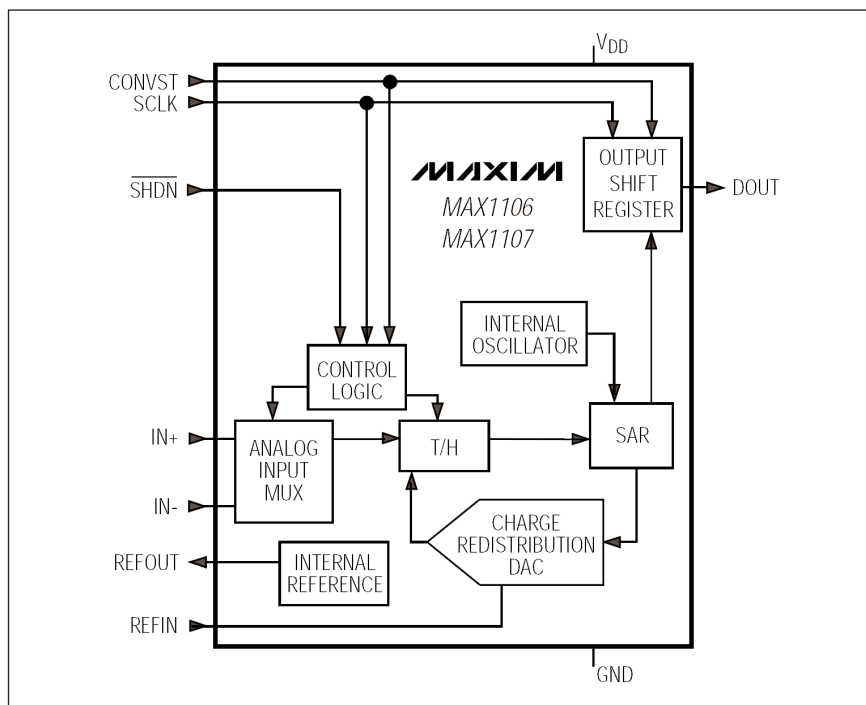 VDD
CONVST
SCLK
SHDN
MAXIM
MAX1106
MAX1107
OUTPUT
SHIFT
REGISTER
DOUT
INTERNAL
OSCILLATOR
CONTROL
LOGIC
IN+
ANALOG
INPUT
MUX
T/H
SAR
IN-
CHARGE
REDISTRIBUTION
DAC
REFOUT
INTERNAL
REFERENCE
REFIN
GND